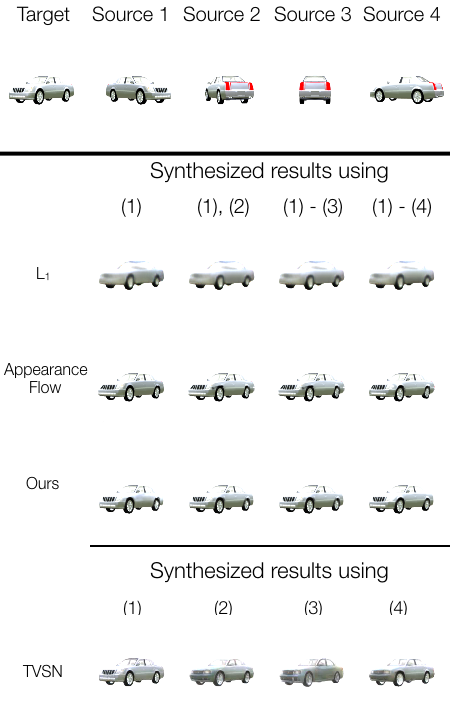 Target Source 1 Source 2 Source 3 Source 4
Synthesized results using
(1) (1), (2) (1) - (3) (1) - (4)
L₁
Appearance
Flow
Ours
Synthesized results using
(1) (2) (3) (4)
TVSN